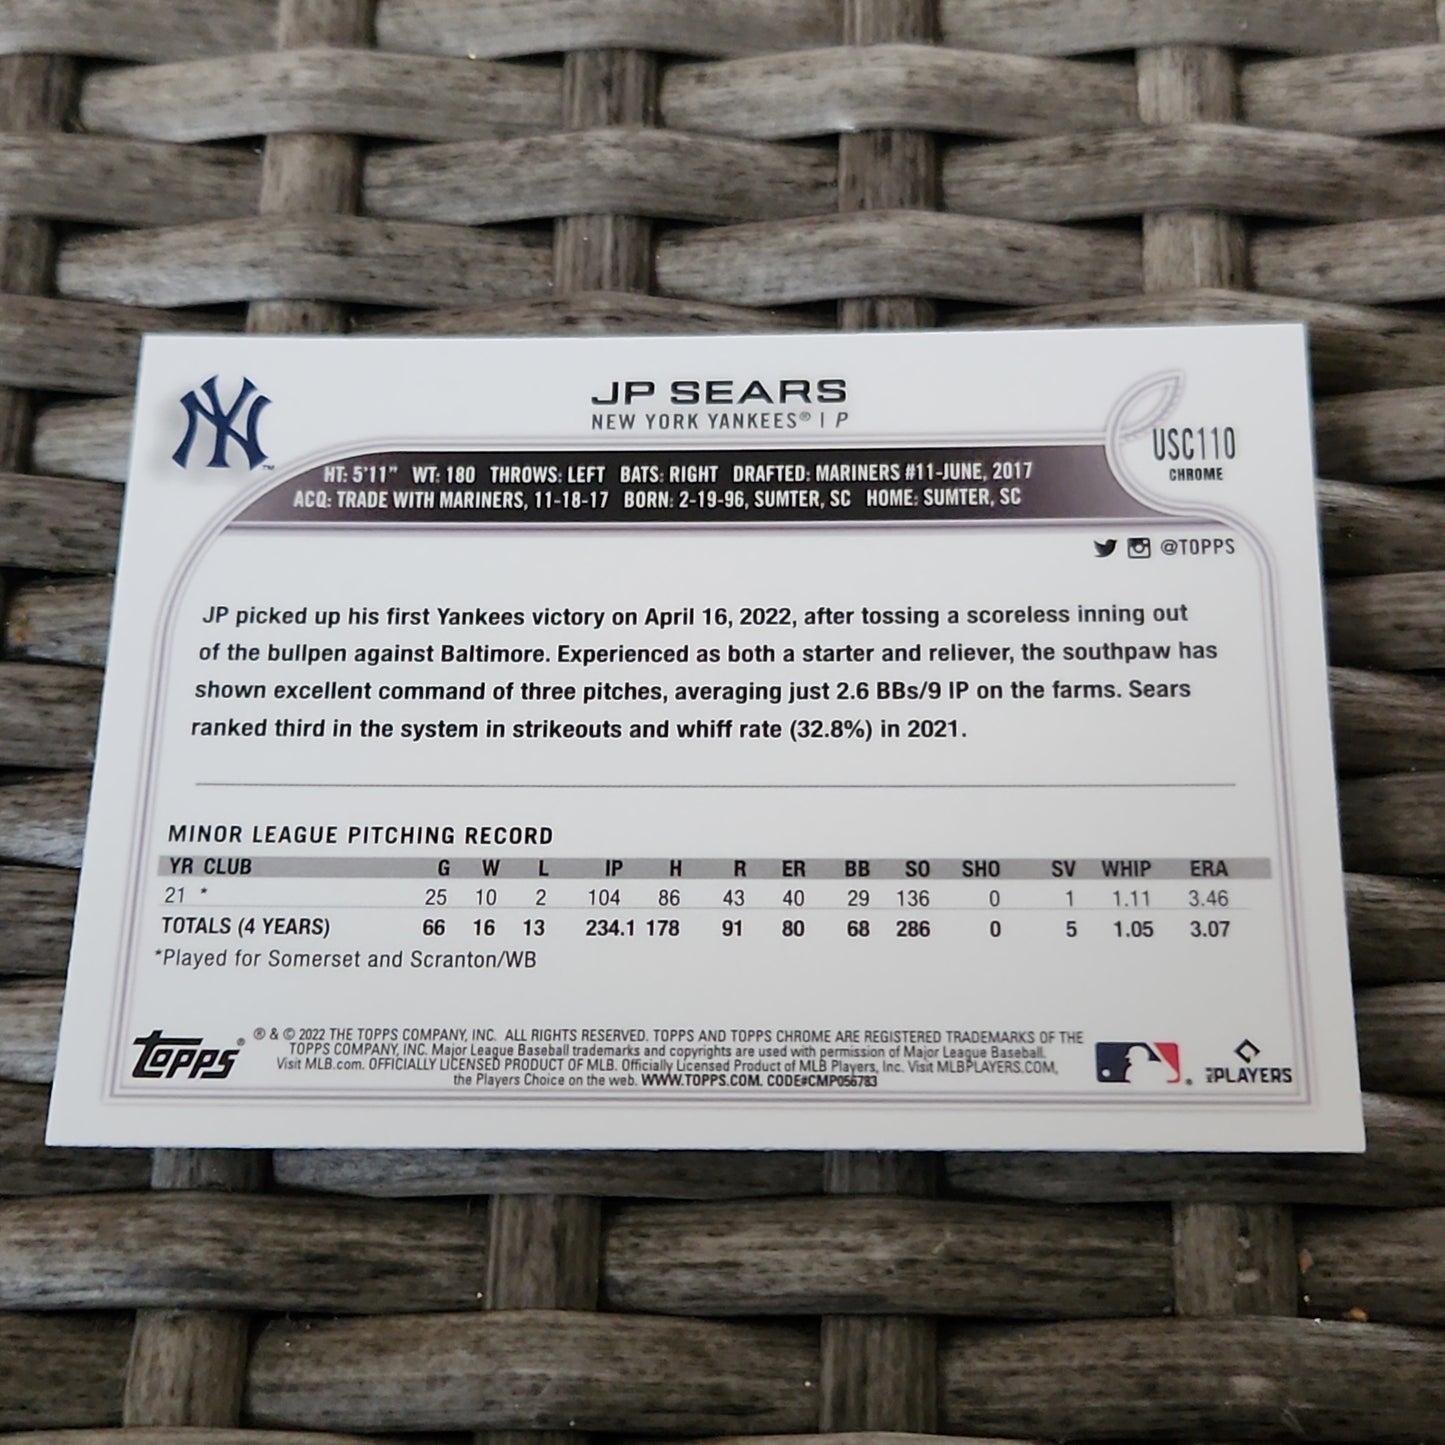 NY™
JP SEARS
NEW YORK YANKEES® | P
USC110
CHROME
HT: 5'11" WT: 180 THROWS: LEFT BATS: RIGHT DRAFTED: MARINERS #11-JUNE, 2017
ACQ: TRADE WITH MARINERS, 11-18-17 BORN: 2-19-96, SUMTER, SC HOME: SUMTER, SC
@TOPPS
JP picked up his first Yankees victory on April 16, 2022, after tossing a scoreless inning out
of the bullpen against Baltimore. Experienced as both a starter and reliever, the southpaw has
shown excellent command of three pitches, averaging just 2.6 BBs/9 IP on the farms. Sears
ranked third in the system in strikeouts and whiff rate (32.8%) in 2021.
MINOR LEAGUE PITCHING RECORD
YR CLUB G W L IP H R ER BB SO SHO SV WHIP ERA
21 * 25 10 2 104 86 43 40 29 136 0 1 1.11 3.46
TOTALS (4 YEARS) 66 16 13 234.1 178 91 80 68 286 0 5 1.05 3.07
*Played for Somerset and Scranton/WB
topps®
® & © 2022 THE TOPPS COMPANY, INC. ALL RIGHTS RESERVED. TOPPS AND TOPPS CHROME ARE REGISTERED TRADEMARKS OF THE
TOPPS COMPANY, INC. Major League Baseball trademarks and copyrights are used with permission of Major League Baseball.
Visit MLB.com. OFFICIALLY LICENSED PRODUCT OF MLB. Officially Licensed Product of MLB Players, Inc. Visit MLBPLAYERS.COM,
the Players Choice on the web. WWW.TOPPS.COM. CODE#CMP056783
MLB PLAYERS